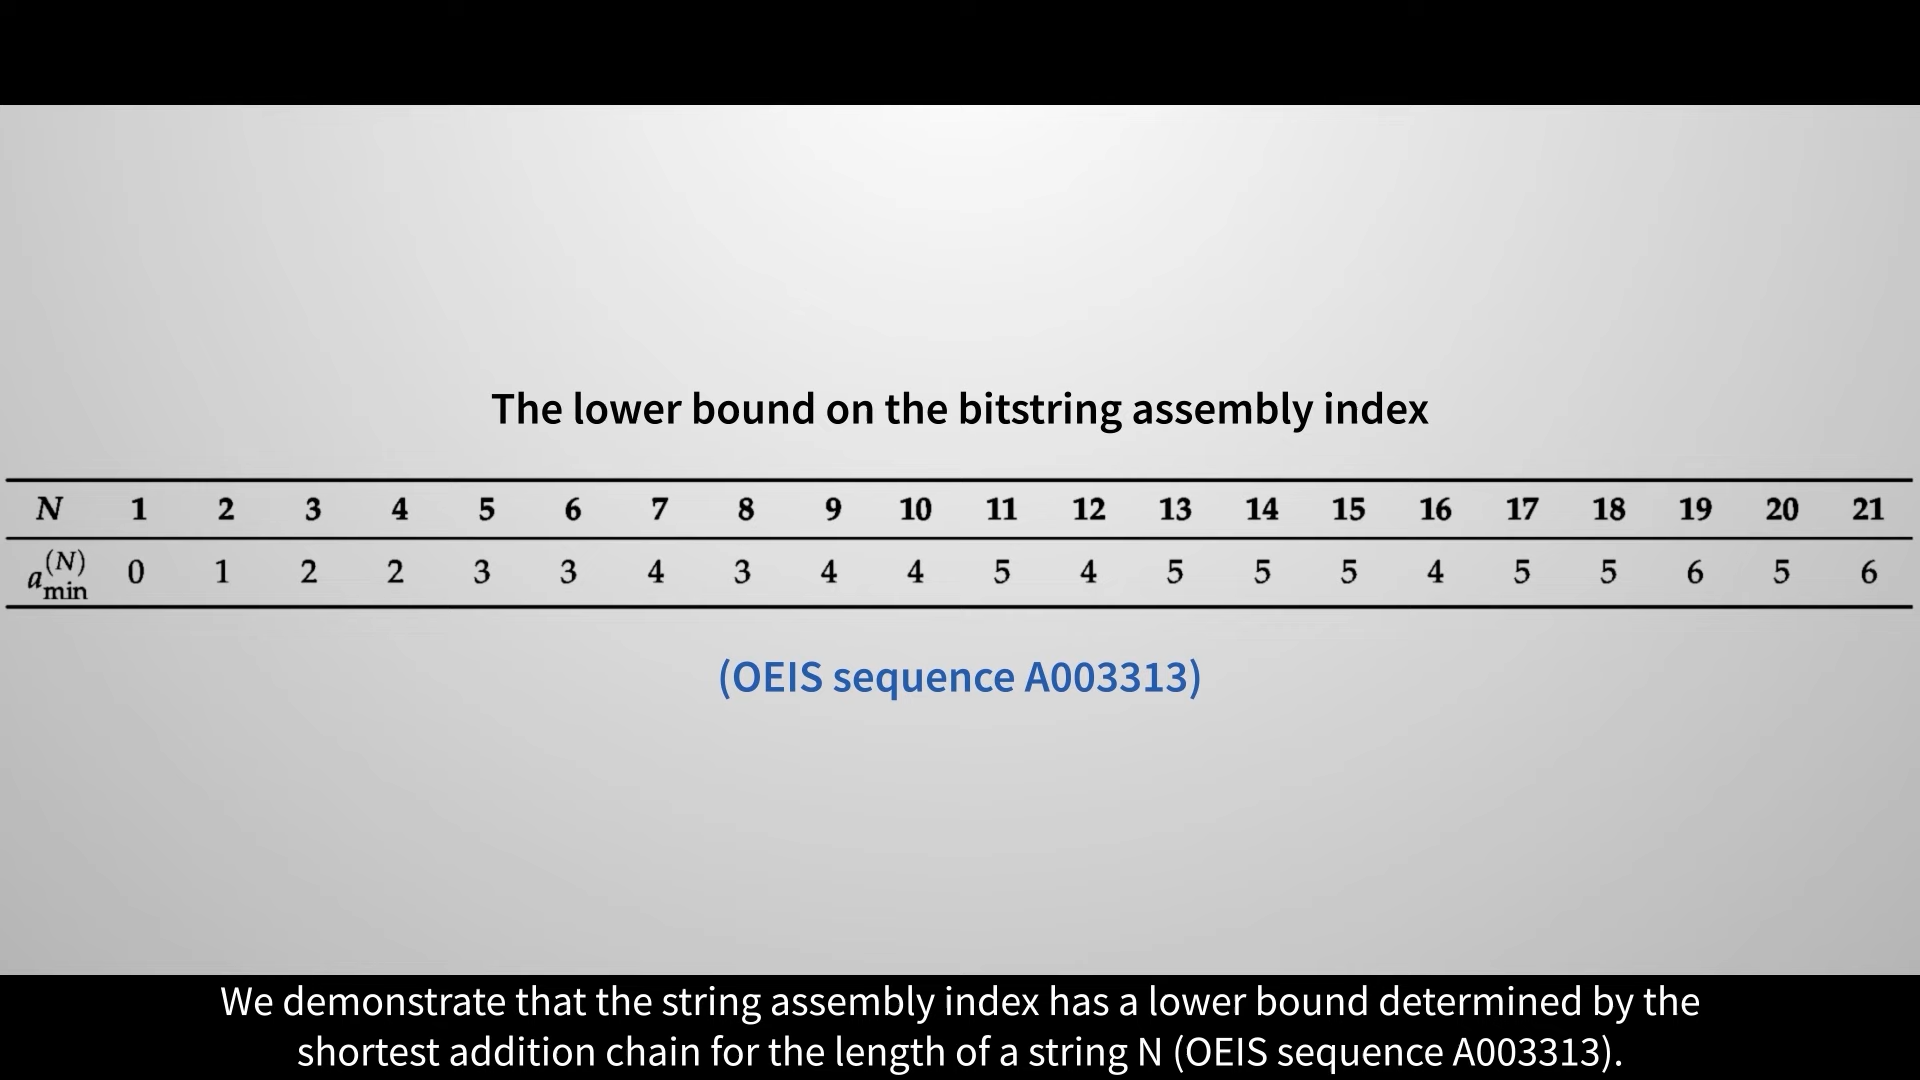 The lower bound on the bitstring assembly index
N 1 2 3 4 5 6 7 8 9 10 11 12 13 14 15 16 17 18 19 20 21
a_min^(N) 0 1 2 2 3 3 4 3 4 4 5 4 5 5 5 4 5 5 6 5 6
(OEIS sequence A003313)
We demonstrate that the string assembly index has a lower bound determined by the
shortest addition chain for the length of a string N (OEIS sequence A003313).